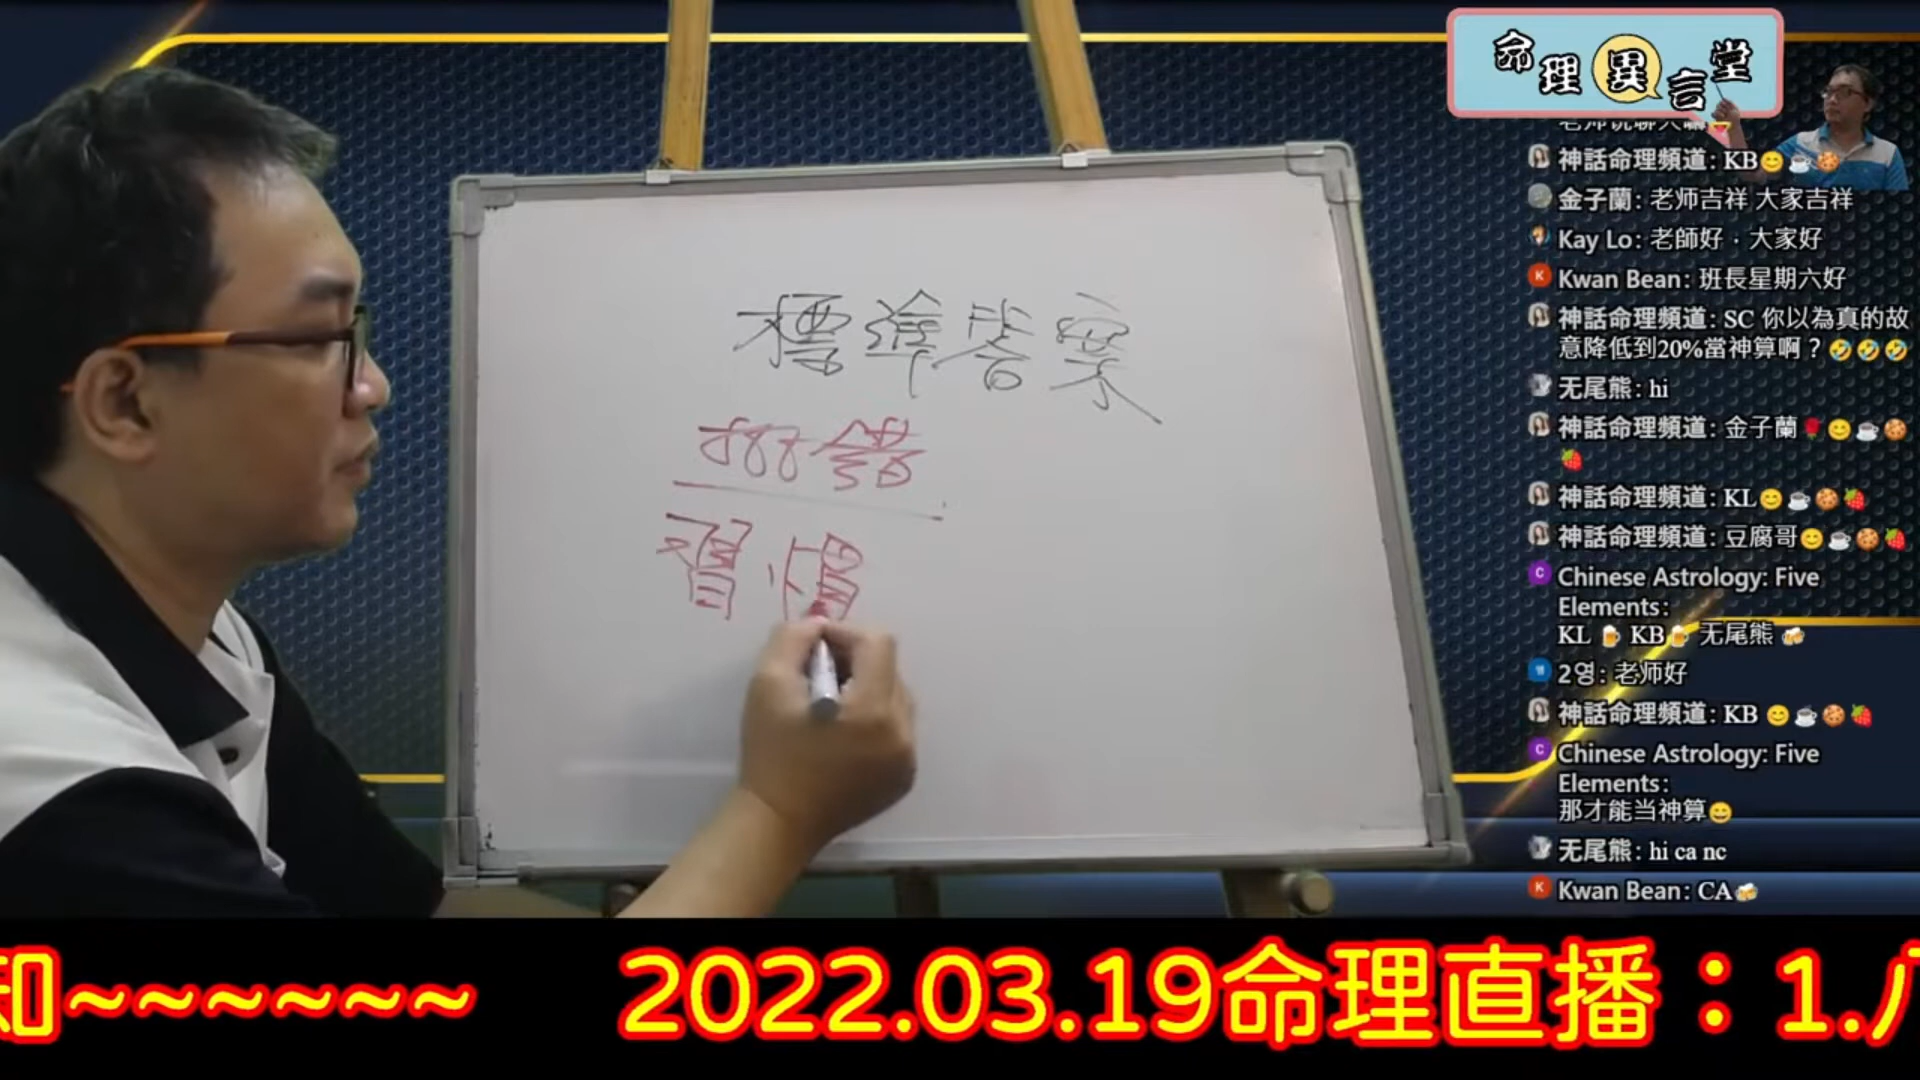 命理異言堂
標準答案
抓錯
習慣
神話命理頻道: KB😊☕🍪
金子蘭: 老师吉祥 大家吉祥
Kay Lo: 老師好 · 大家好
Kwan Bean: 班長星期六好
神話命理頻道: SC 你以為真的故
意降低到20%當神算啊？🤣🤣🤣
无尾熊: hi
神話命理頻道: 金子蘭🌹😊☕🍪
🍓
神話命理頻道: KL😊☕🍪🍓
神話命理頻道: 豆腐哥😊☕🍪🍓
Chinese Astrology: Five
Elements:
KL 🍺 KB🍺 无尾熊 🍻
2영: 老师好
神話命理頻道: KB 😊☕🍪🍓
Chinese Astrology: Five
Elements:
那才能当神算😄
无尾熊: hi ca nc
Kwan Bean: CA🍻
知~~~~~~ 2022.03.19命理直播：1.